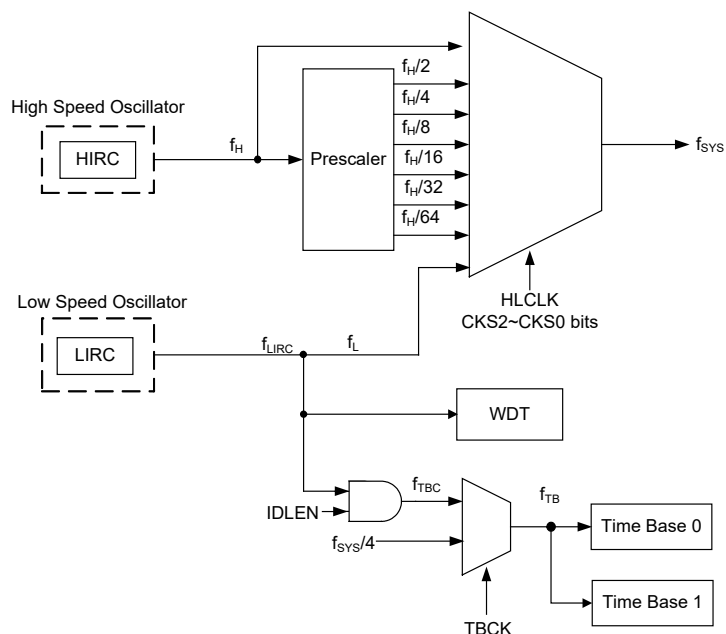 High Speed Oscillator
HIRC
fH
Prescaler
fH/2
fH/4
fH/8
fH/16
fH/32
fH/64
fSYS
HLCLK
CKS2~CKS0 bits
Low Speed Oscillator
LIRC
fLIRC
fL
WDT
IDLEN
fTBC
fSYS/4
TBCK
fTB
Time Base 0
Time Base 1